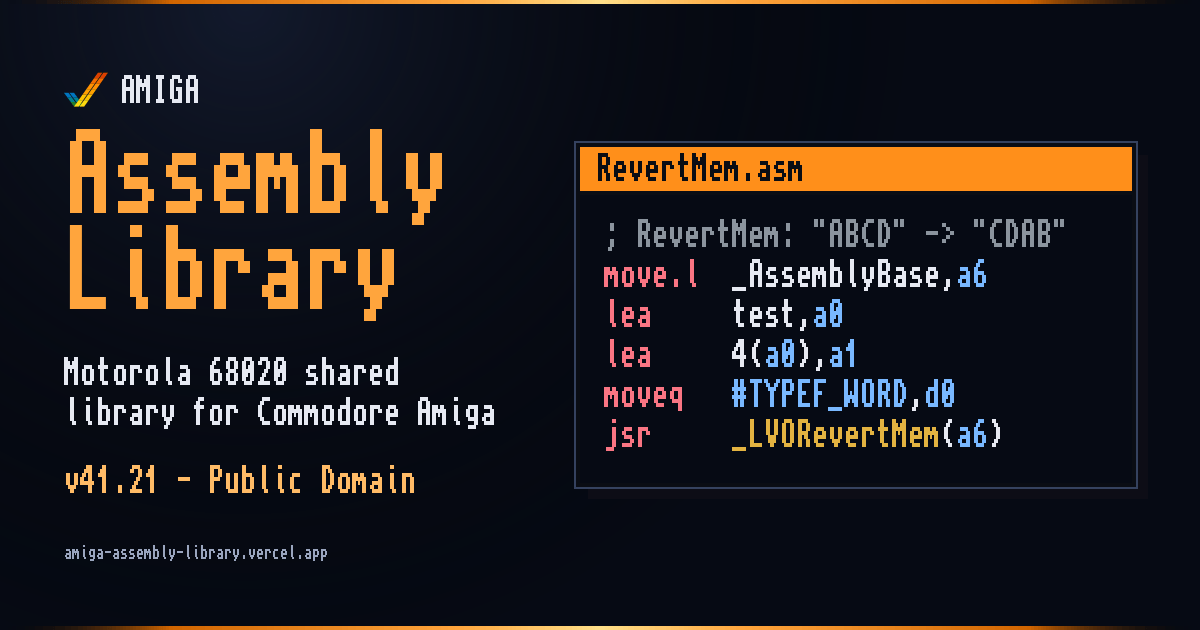 AMIGA
Assembly
Library
Motorola 68020 shared
library for Commodore Amiga
v41.21 - Public Domain
amiga-assembly-library.vercel.app
RevertMem.asm
; RevertMem: "ABCD" -> "CDAB"
move.l _AssemblyBase,a6
lea test,a0
lea 4(a0),a1
moveq #TYPEF_WORD,d0
jsr _LVORevertMem(a6)